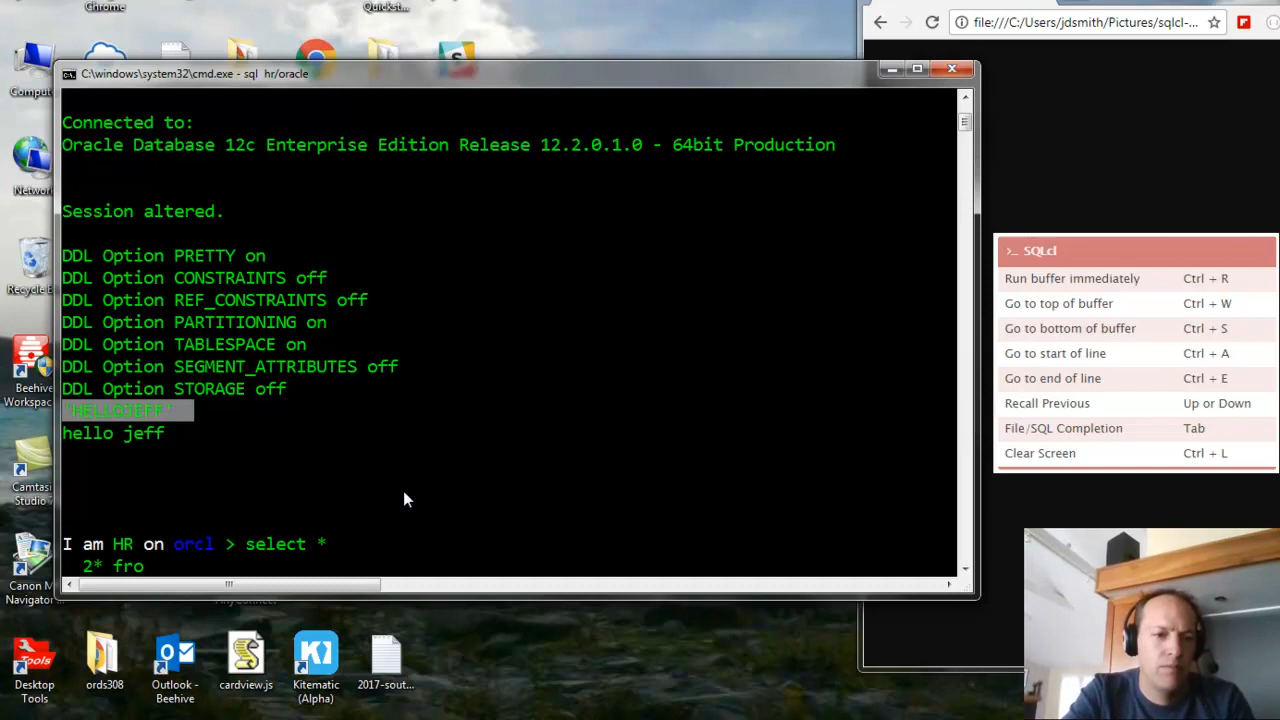 Chrome
Quickst...
file:///C:/Users/jdsmith/Pictures/sqlcl-...
C:\windows\system32\cmd.exe - sql hr/oracle
Connected to:
Oracle Database 12c Enterprise Edition Release 12.2.0.1.0 - 64bit Production
Session altered.
DDL Option PRETTY on
DDL Option CONSTRAINTS off
DDL Option REF_CONSTRAINTS off
DDL Option PARTITIONING on
DDL Option TABLESPACE on
DDL Option SEGMENT_ATTRIBUTES off
DDL Option STORAGE off
'HELLOJEFF'
hello jeff
I am HR on orcl > select *
2* fro
>_ SQLcl
Run buffer immediately Ctrl + R
Go to top of buffer Ctrl + W
Go to bottom of buffer Ctrl + S
Go to start of line Ctrl + A
Go to end of line Ctrl + E
Recall Previous Up or Down
File/SQL Completion Tab
Clear Screen Ctrl + L
Comput
Network
Recycle B
Beehive
Workspac
Camtas
Studio 7
Canon M
Navigator
Tools
Desktop
Tools
ords308
Outlook -
Beehive
cardview.js
Kitematic
(Alpha)
2017-sout...